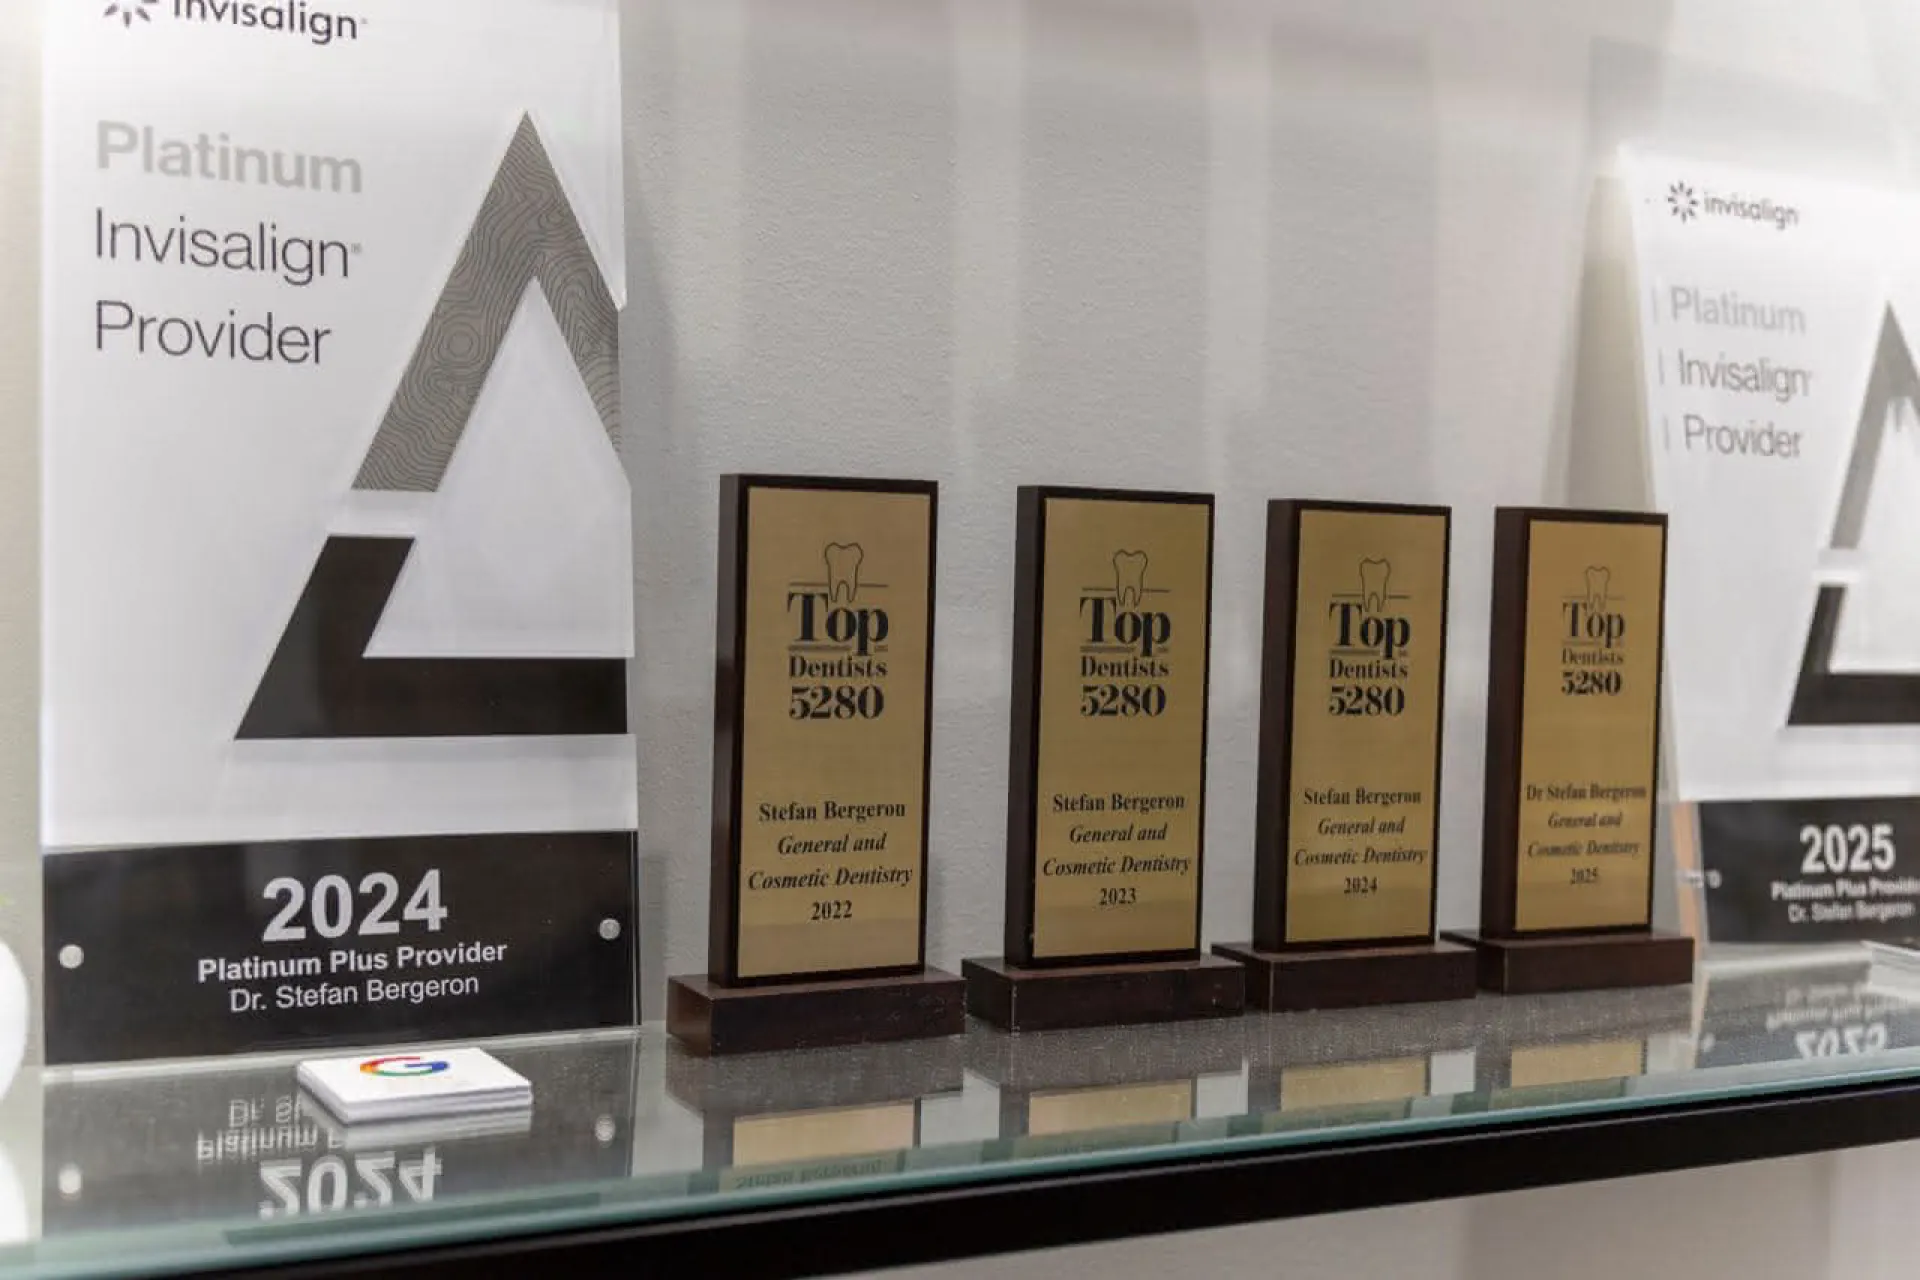 invisalign
Platinum
Invisalign®
Provider
2024
Platinum Plus Provider
Dr. Stefan Bergeron
G
Top
Dentists
5280
Stefan Bergeron
General and
Cosmetic Dentistry
2022
Top
Dentists
5280
Stefan Bergeron
General and
Cosmetic Dentistry
2023
Top
Dentists
5280
Stefan Bergeron
General and
Cosmetic Dentistry
2024
Top
Dentists
5280
Dr Stefan Bergeron
General and
Cosmetic Dentistry
2025
invisalign
Platinum
Invisalign
Provider
2025
Platinum Plus
Dr. Stefan Bergeron